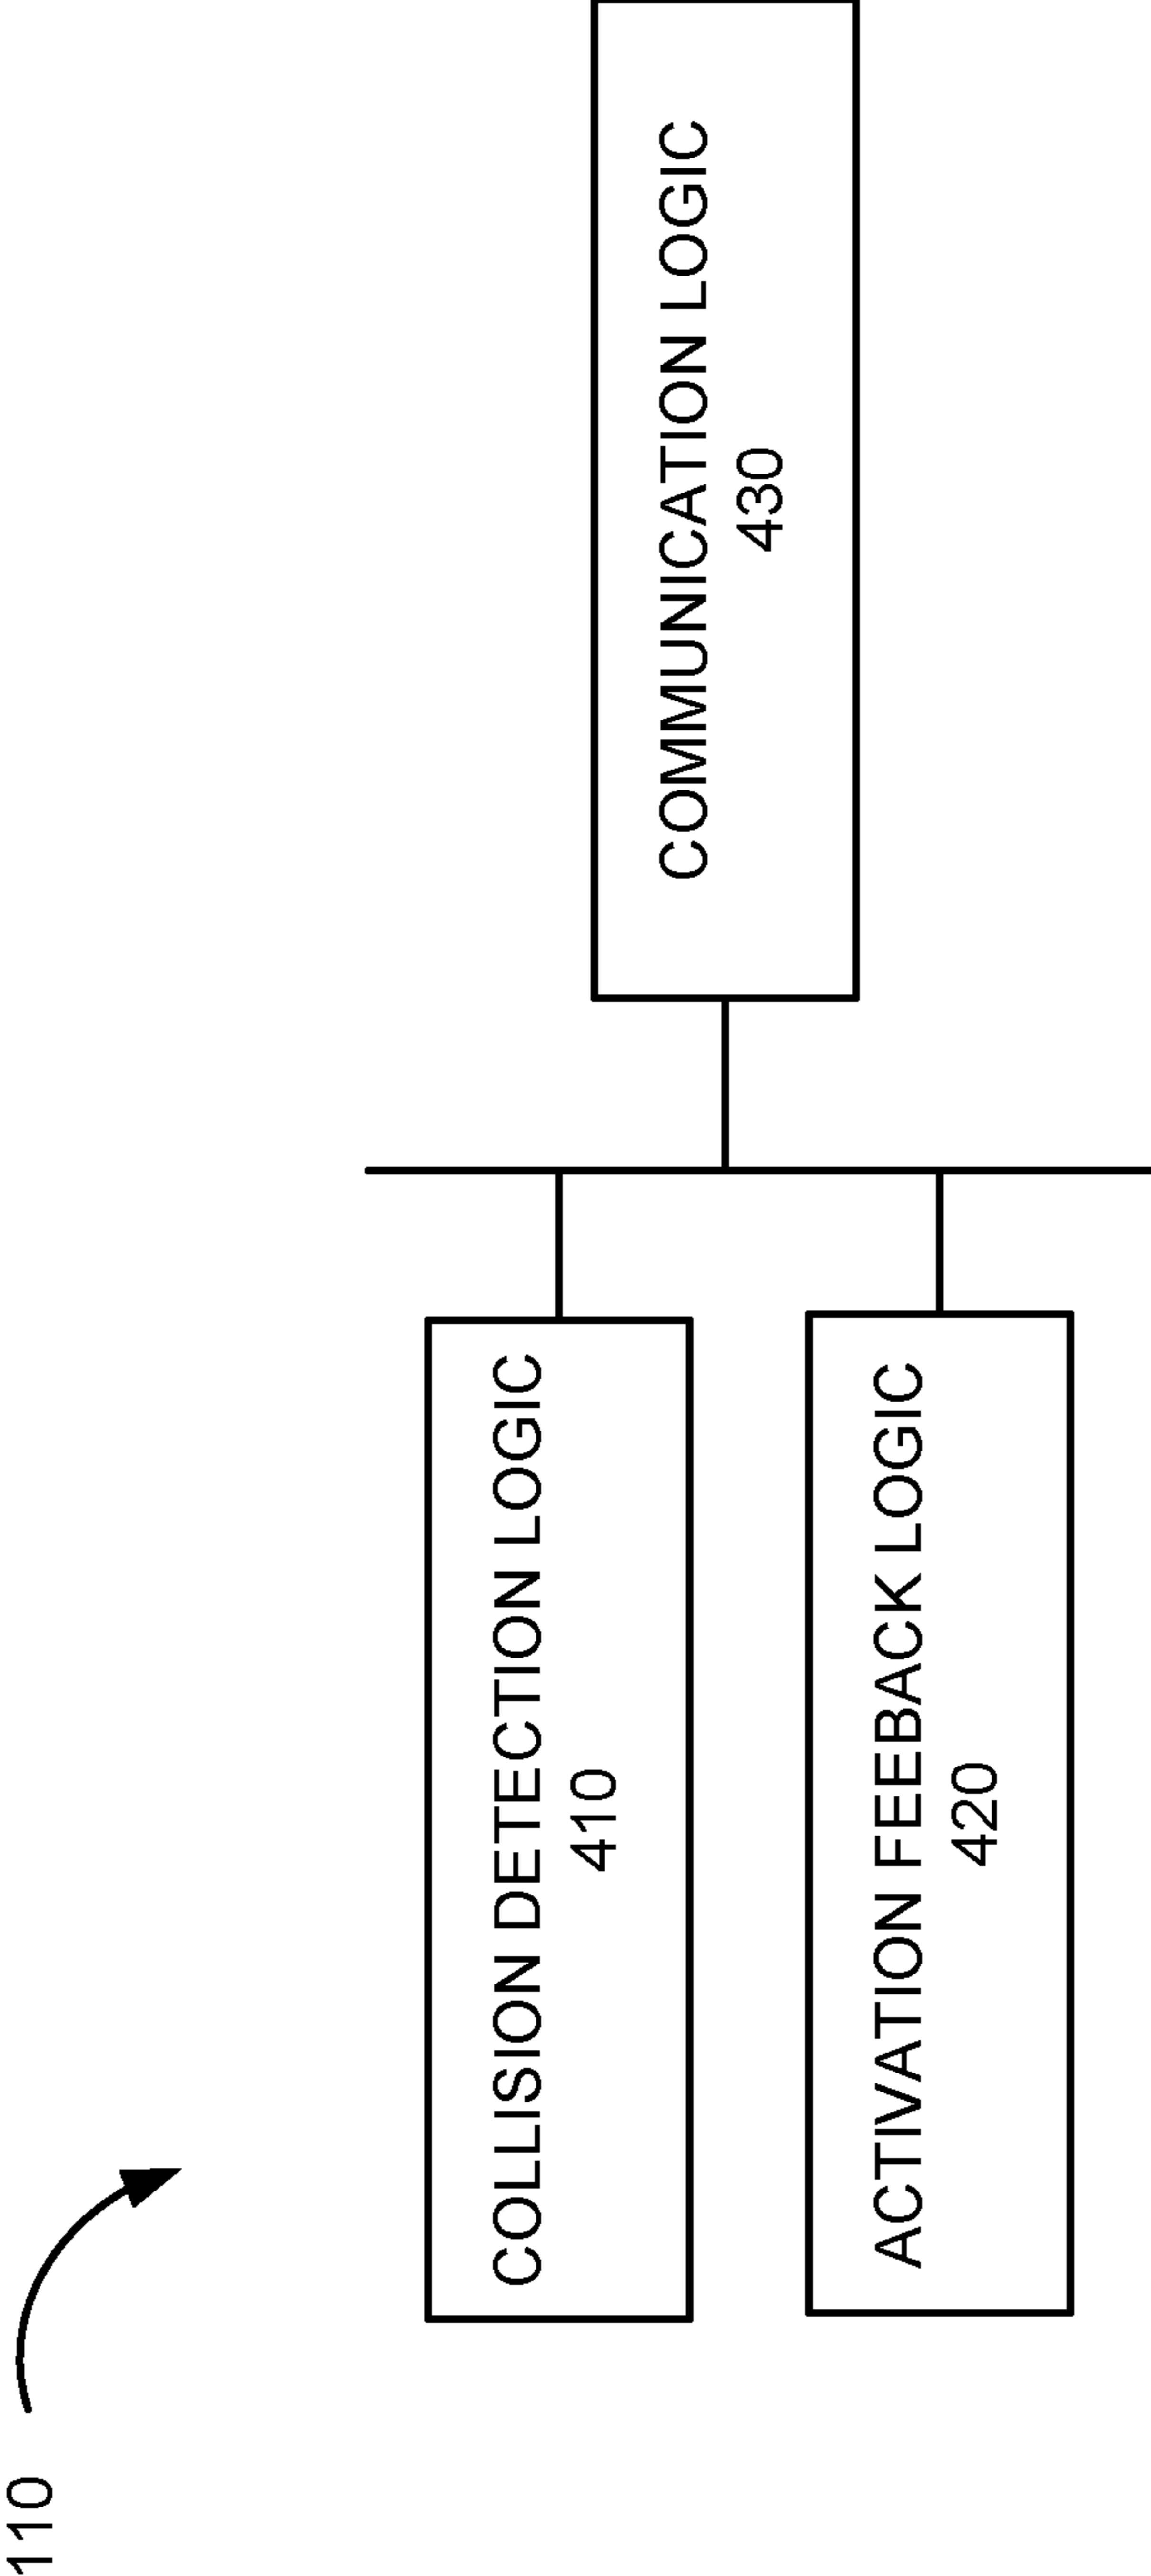 110
COLLISION DETECTION LOGIC
410
ACTIVATION FEEBACK LOGIC
420
COMMUNICATION LOGIC
430